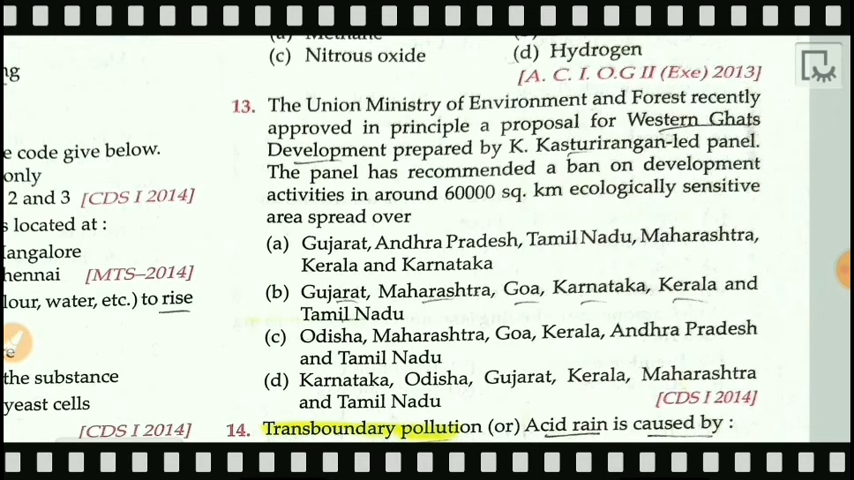 ng
e code give below.
only
2 and 3 [CDS I 2014]
s located at :
langalore
hennai [MTS–2014]
lour, water, etc.) to rise
re
the substance
yeast cells
[CDS I 2014]
(a) Methane
(c) Nitrous oxide (d) Hydrogen
[A. C. I. O.G II (Exe) 2013]
13. The Union Ministry of Environment and Forest recently
approved in principle a proposal for Western Ghats
Development prepared by K. Kasturirangan-led panel.
The panel has recommended a ban on development
activities in around 60000 sq. km ecologically sensitive
area spread over
(a) Gujarat, Andhra Pradesh, Tamil Nadu, Maharashtra,
Kerala and Karnataka
(b) Gujarat, Maharashtra, Goa, Karnataka, Kerala and
Tamil Nadu
(c) Odisha, Maharashtra, Goa, Kerala, Andhra Pradesh
and Tamil Nadu
(d) Karnataka, Odisha, Gujarat, Kerala, Maharashtra
and Tamil Nadu [CDS I 2014]
14. Transboundary pollution (or) Acid rain is caused by :